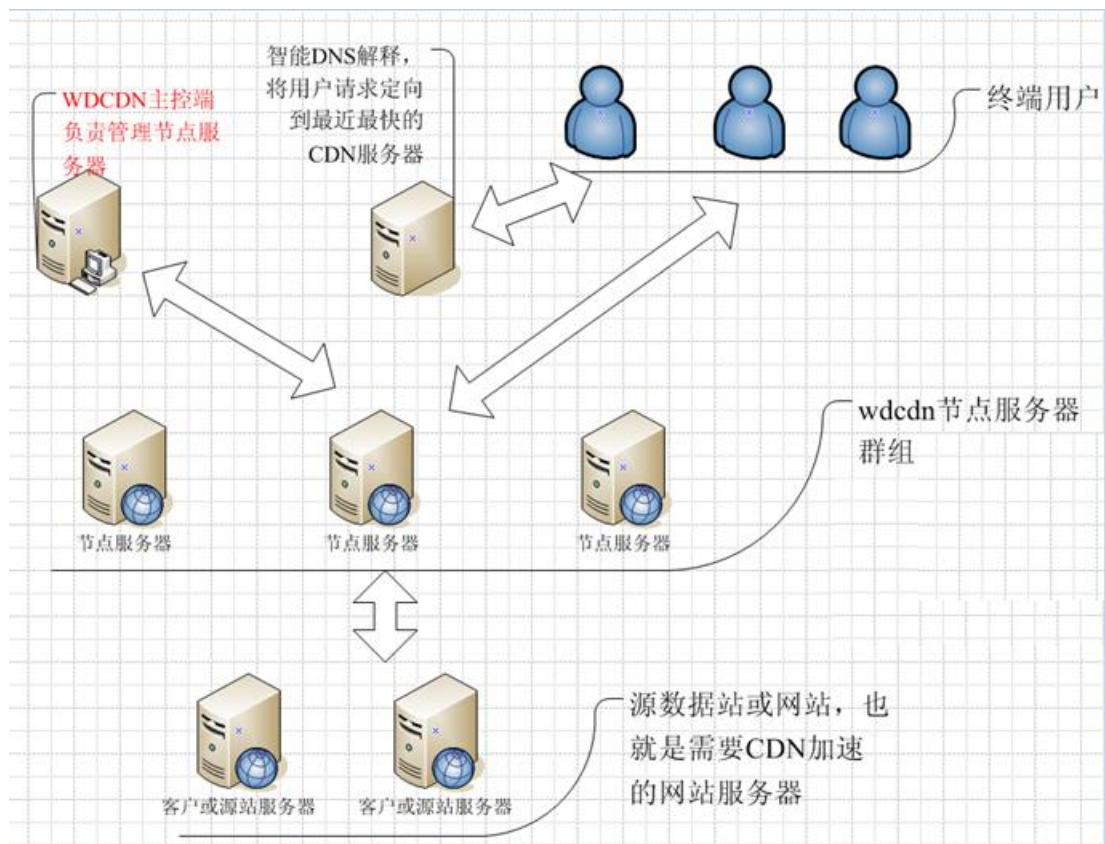 智能DNS解释，
将用户请求定向
到最近最快的
CDN服务器
WDCDN主控端
负责管理节点服
务器
终端用户
wdcdn节点服务器
群组
节点服务器
节点服务器
节点服务器
源数据站或网站，也
就是需要CDN加速
的网站服务器
客户或源站服务器
客户或源站服务器